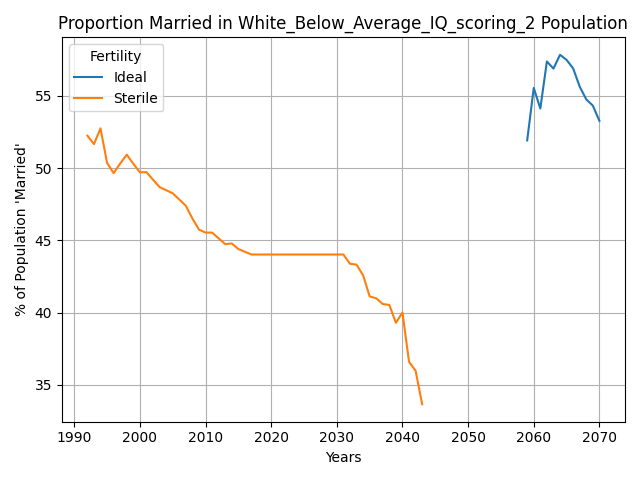 Proportion Married in White_Below_Average_IQ_scoring_2 Population
Fertility
Ideal
Sterile
% of Population 'Married'
55
50
45
40
35
1990 2000 2010 2020 2030 2040 2050 2060 2070
Years